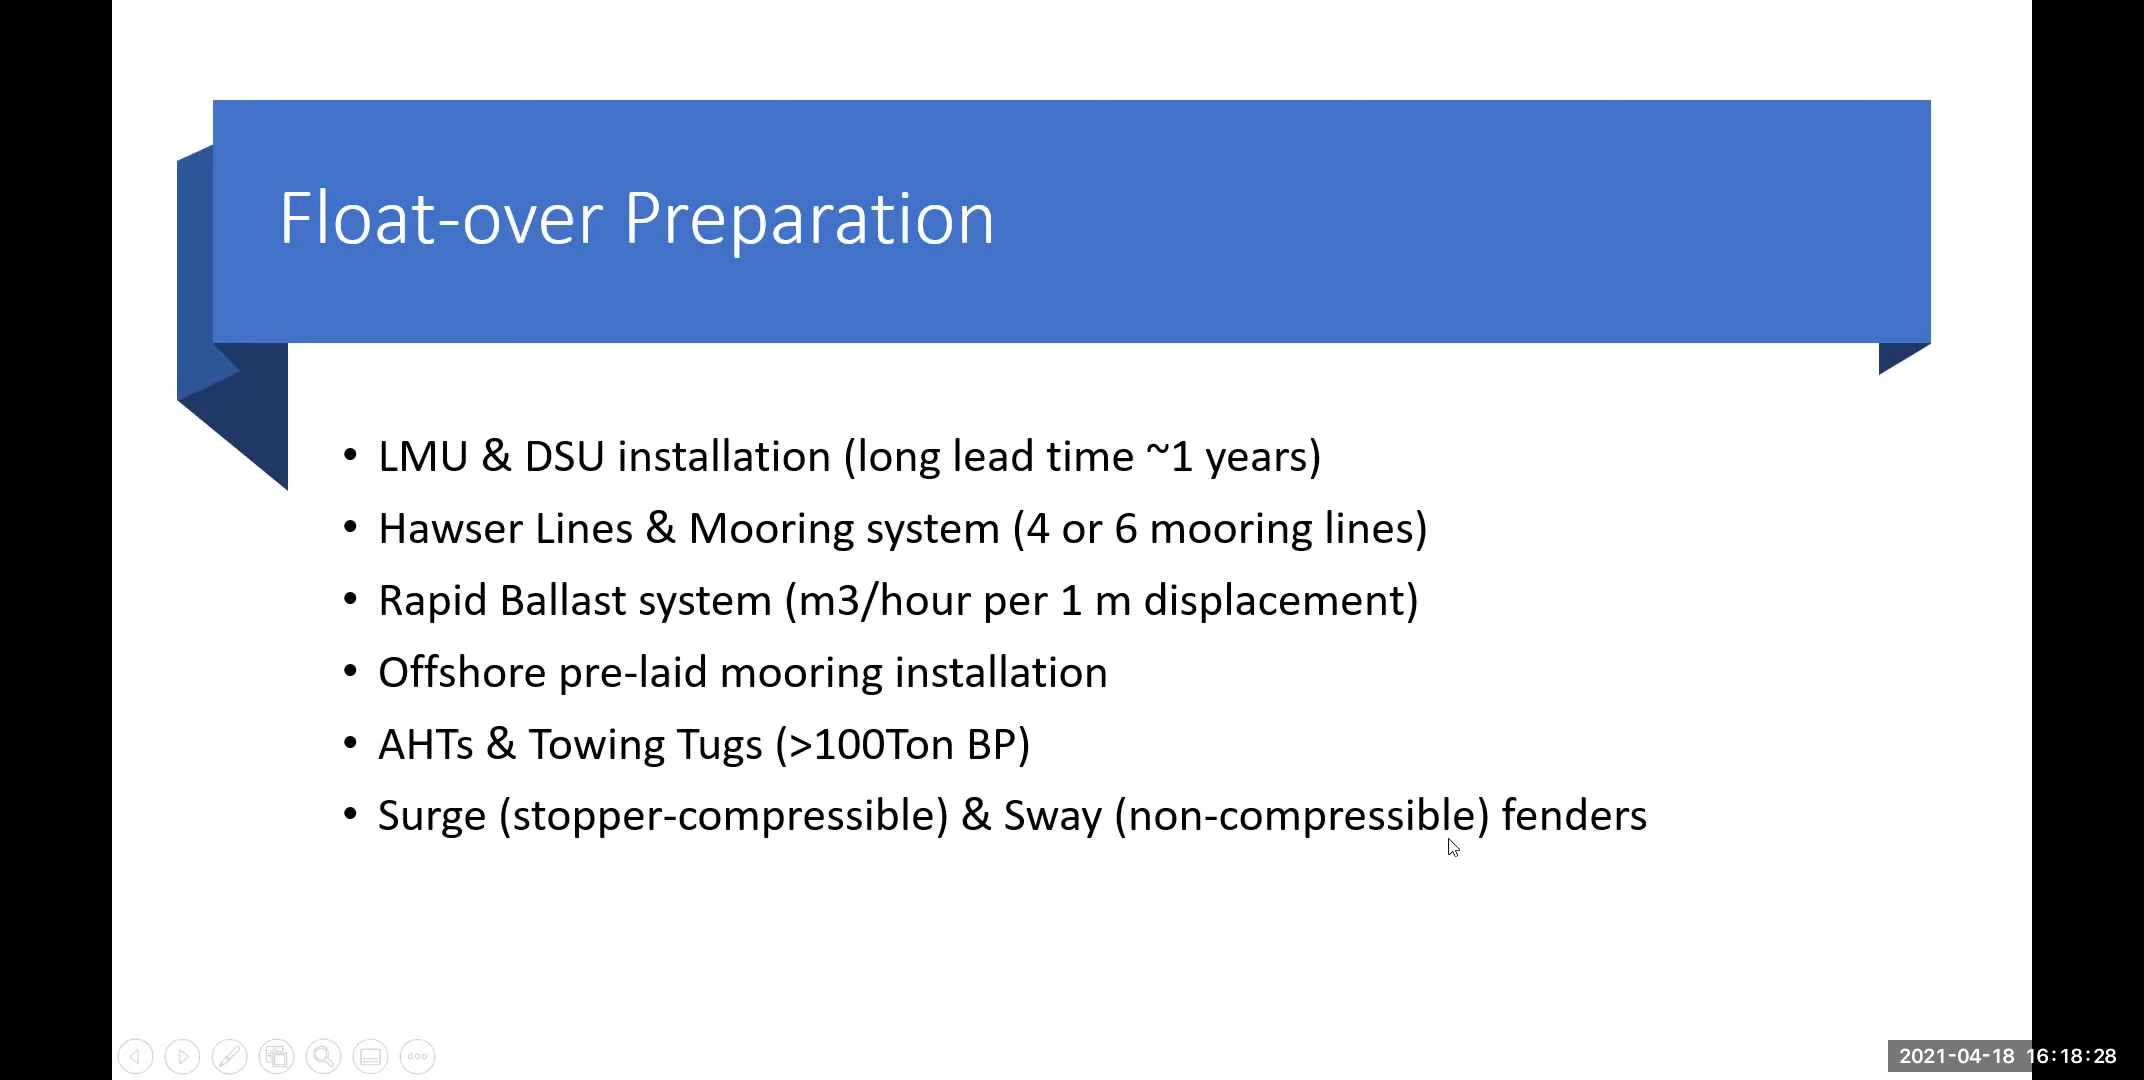 Float-over Preparation
• LMU & DSU installation (long lead time ~1 years)
• Hawser Lines & Mooring system (4 or 6 mooring lines)
• Rapid Ballast system (m3/hour per 1 m displacement)
• Offshore pre-laid mooring installation
• AHTs & Towing Tugs (>100Ton BP)
• Surge (stopper-compressible) & Sway (non-compressible) fenders
2021-04-18 16:18:28